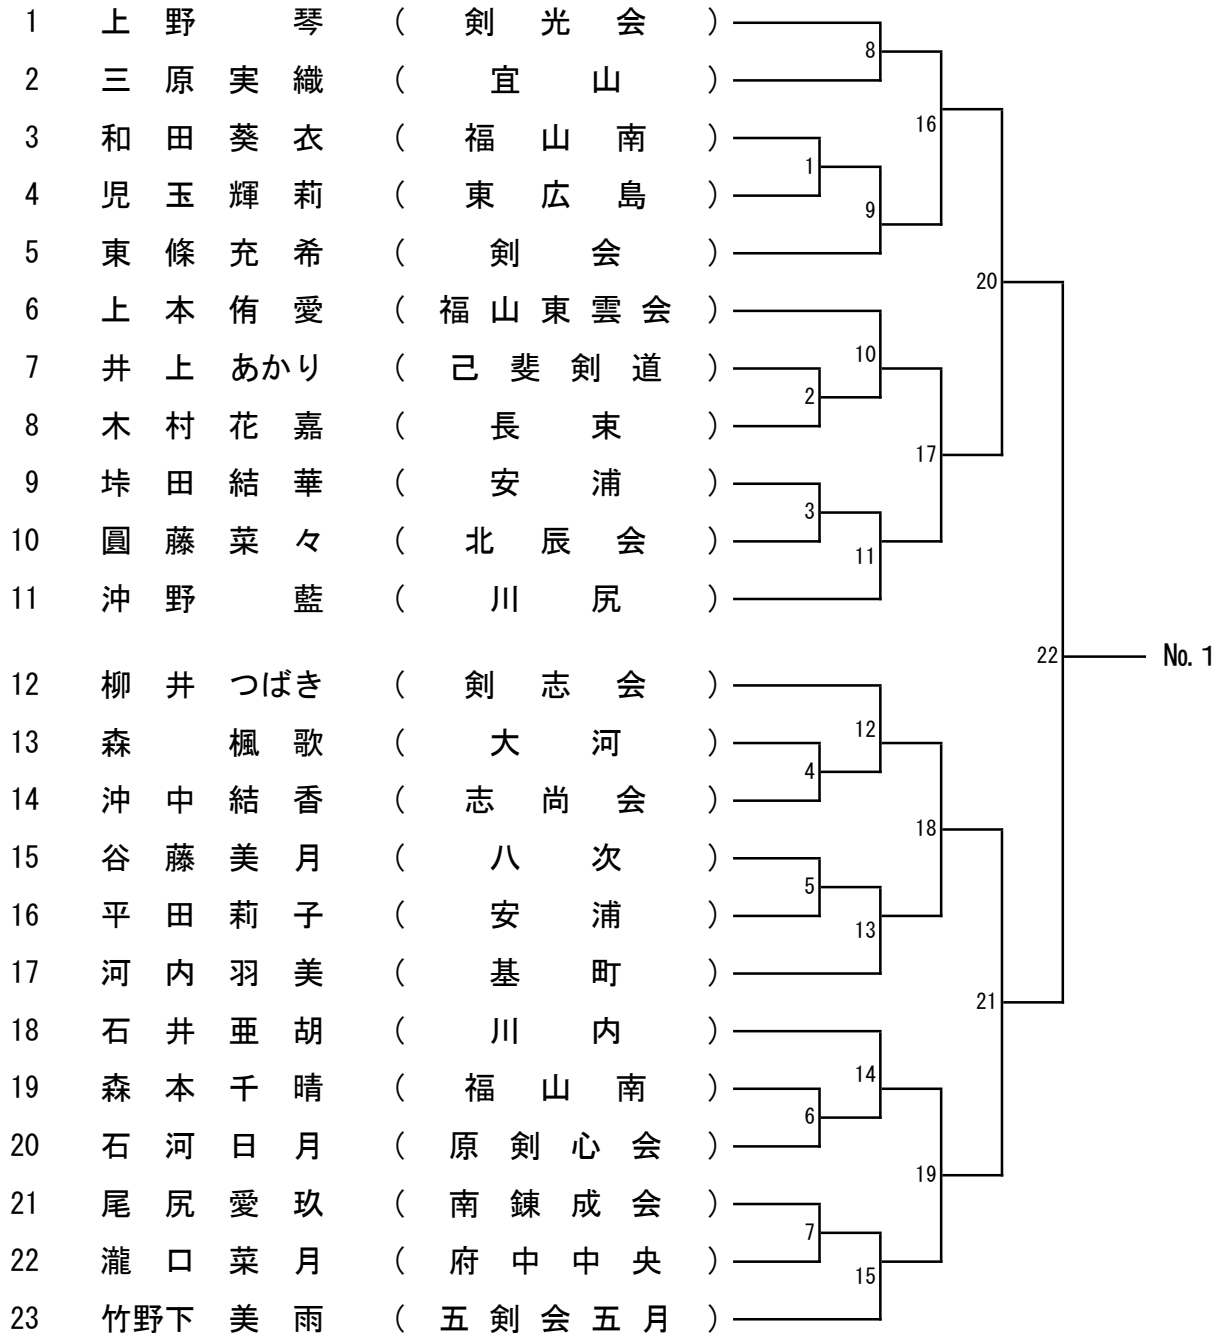 1 上野 琴 ( 剣光会 )
8
2 三原実織 ( 宜山 )
16
3 和田葵衣 ( 福山南 )
1
4 児玉輝莉 ( 東広島 )
9
5 東條充希 ( 剣会 )
20
6 上本侑愛 ( 福山東雲会 )
10
7 井上あかり ( 己斐剣道 )
2
8 木村花嘉 ( 長束 )
17
9 垰田結華 ( 安浦 )
3
10 圓藤菜々 ( 北辰会 )
11
11 沖野 藍 ( 川尻 )
22 № 1
12 柳井つばき ( 剣志会 )
12
13 森 楓歌 ( 大河 )
4
14 沖中結香 ( 志尚会 )
18
15 谷藤美月 ( 八次 )
5
16 平田莉子 ( 安浦 )
13
17 河内羽美 ( 基町 )
21
18 石井亜胡 ( 川内 )
14
19 森本千晴 ( 福山南 )
6
20 石河日月 ( 原剣心会 )
19
21 尾尻愛玖 ( 南錬成会 )
7
22 瀧口菜月 ( 府中中央 )
15
23 竹野下美雨 ( 五剣会五月 )